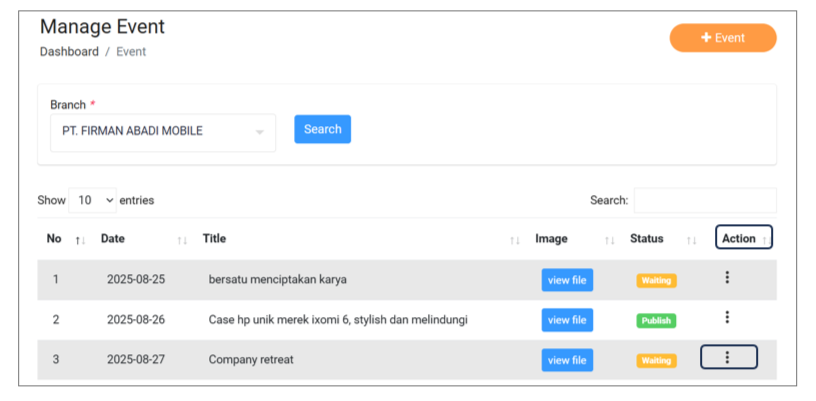 Manage Event
+ Event
Dashboard / Event
Branch *
PT. FIRMAN ABADI MOBILE
Search
Show 10 entries
Search:
No Date Title Image Status Action
1 2025-08-25 bersatu menciptakan karya view file Waiting
2 2025-08-26 Case hp unik merek ixomi 6, stylish dan melindungi view file Publish
3 2025-08-27 Company retreat view file Waiting